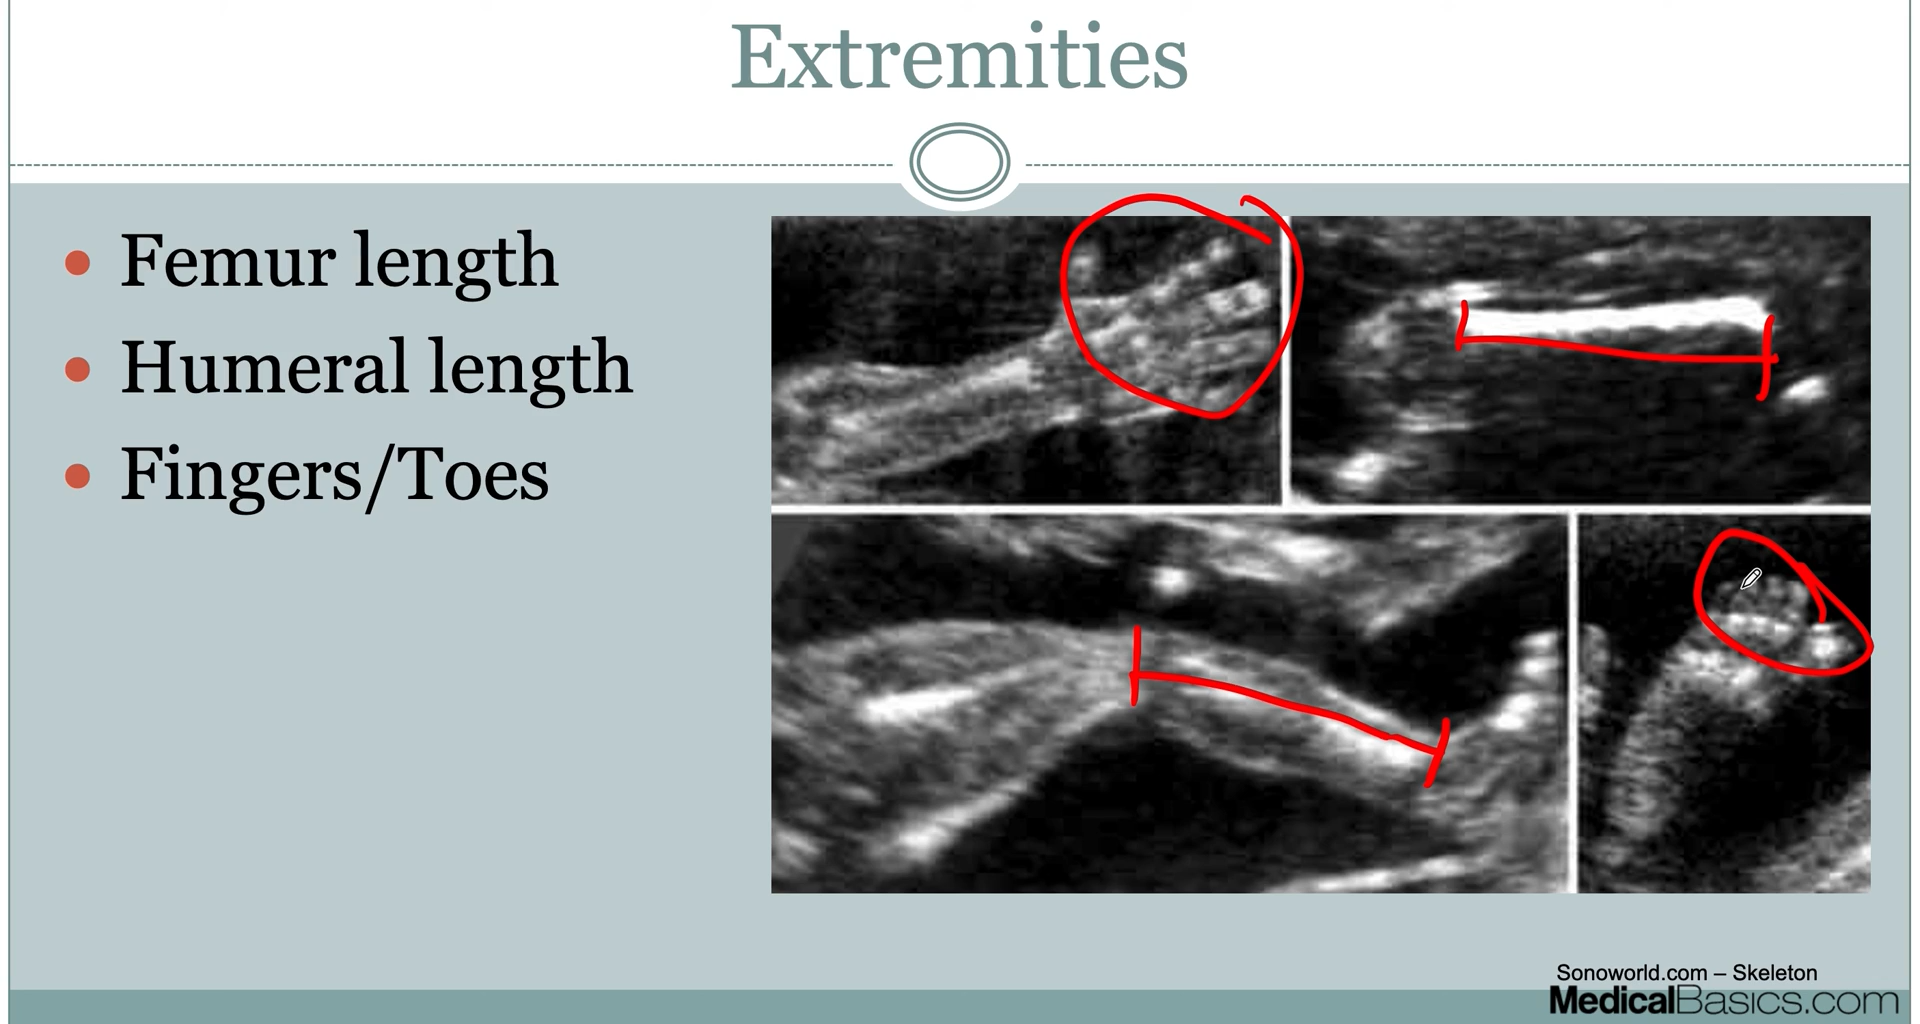 Extremities
Femur length
Humeral length
Fingers/Toes
Sonoworld.com – Skeleton
MedicalBasics.com